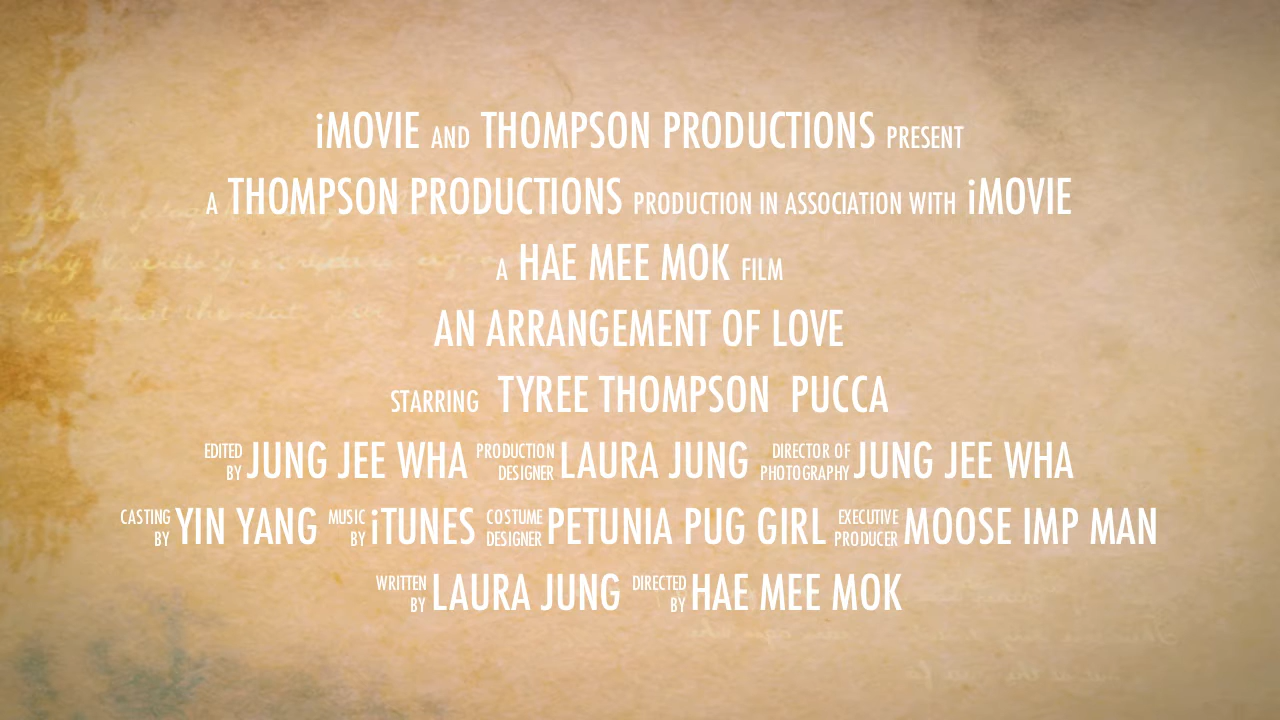 iMOVIE AND THOMPSON PRODUCTIONS PRESENT
A THOMPSON PRODUCTIONS PRODUCTION IN ASSOCIATION WITH iMOVIE
A HAE MEE MOK FILM
AN ARRANGEMENT OF LOVE
STARRING TYREE THOMPSON PUCCA
EDITED BY JUNG JEE WHA PRODUCTION DESIGNER LAURA JUNG DIRECTOR OF PHOTOGRAPHY JUNG JEE WHA
CASTING BY YIN YANG MUSIC BY iTUNES COSTUME DESIGNER PETUNIA PUG GIRL EXECUTIVE PRODUCER MOOSE IMP MAN
WRITTEN BY LAURA JUNG DIRECTED BY HAE MEE MOK